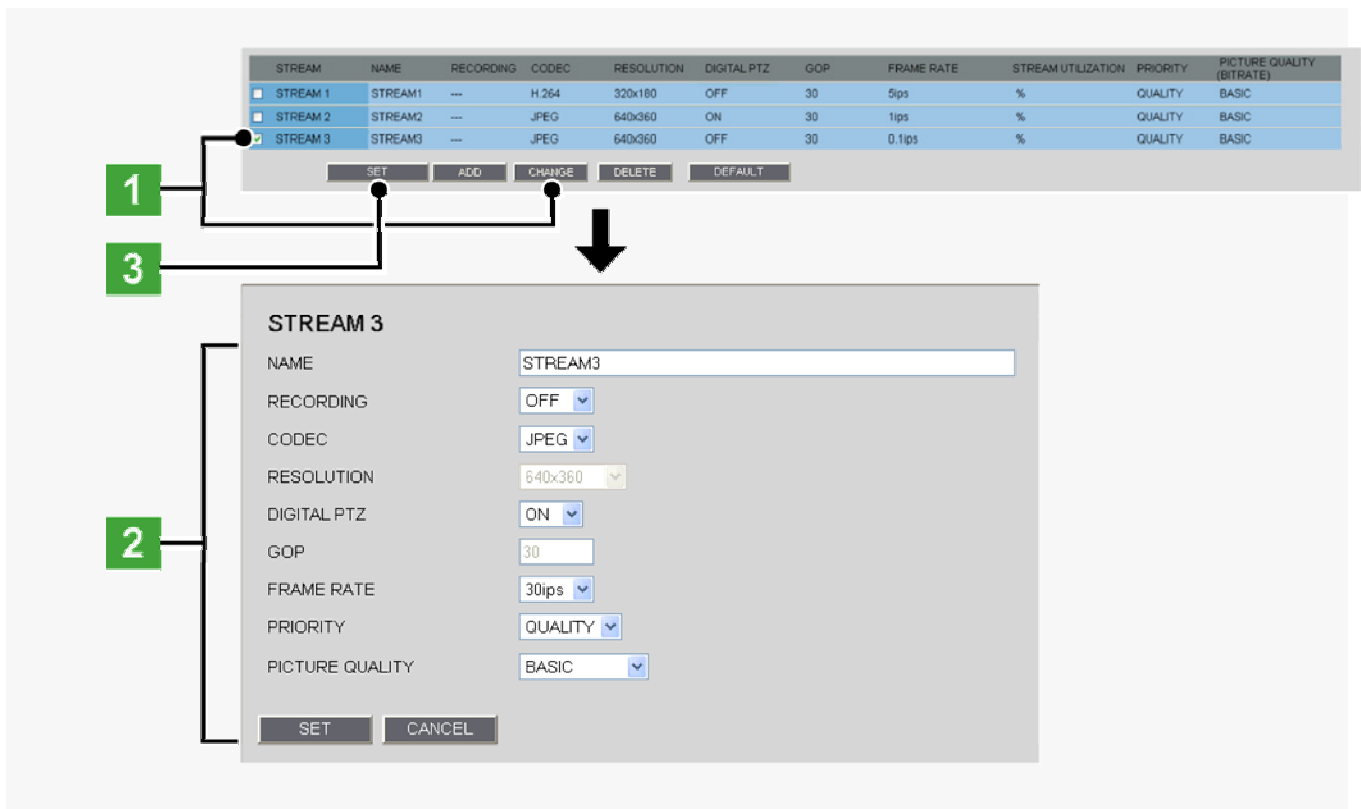 STREAM NAME RECORDING CODEC RESOLUTION DIGITAL PTZ GOP FRAME RATE STREAM UTILIZATION PRIORITY PICTURE QUALITY (BITRATE)
STREAM 1 STREAM1 --- H.264 320x180 OFF 30 5ips % QUALITY BASIC
STREAM 2 STREAM2 --- JPEG 640x360 ON 30 1ips % QUALITY BASIC
STREAM 3 STREAM3 --- JPEG 640x360 OFF 30 0.1ips % QUALITY BASIC
SET ADD CHANGE DELETE DEFAULT
1
3
STREAM 3
NAME STREAM3
RECORDING OFF
CODEC JPEG
RESOLUTION 640x360
DIGITAL PTZ ON
2
GOP 30
FRAME RATE 30ips
PRIORITY QUALITY
PICTURE QUALITY BASIC
SET CANCEL